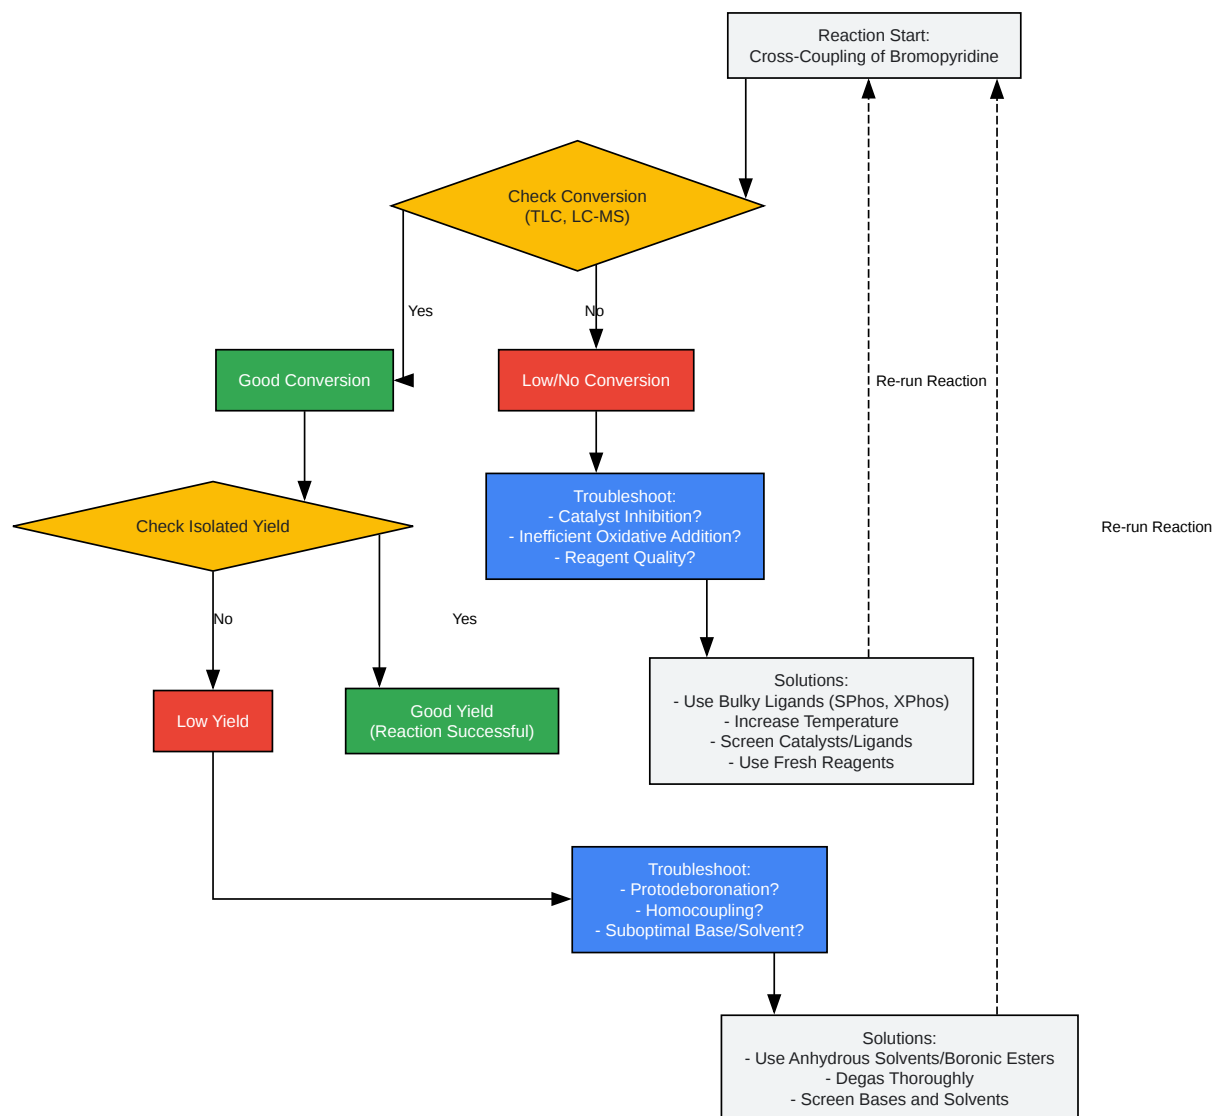 Reaction Start:
Cross-Coupling of Bromopyridine
Check Conversion
(TLC, LC-MS)
Yes
No
Good Conversion
Low/No Conversion
Re-run Reaction
Troubleshoot:
- Catalyst Inhibition?
- Inefficient Oxidative Addition?
- Reagent Quality?
Check Isolated Yield
Re-run Reaction
No
Yes
Solutions:
- Use Bulky Ligands (SPhos, XPhos)
- Increase Temperature
- Screen Catalysts/Ligands
- Use Fresh Reagents
Low Yield
Good Yield
(Reaction Successful)
Troubleshoot:
- Protodeboronation?
- Homocoupling?
- Suboptimal Base/Solvent?
Solutions:
- Use Anhydrous Solvents/Boronic Esters
- Degas Thoroughly
- Screen Bases and Solvents